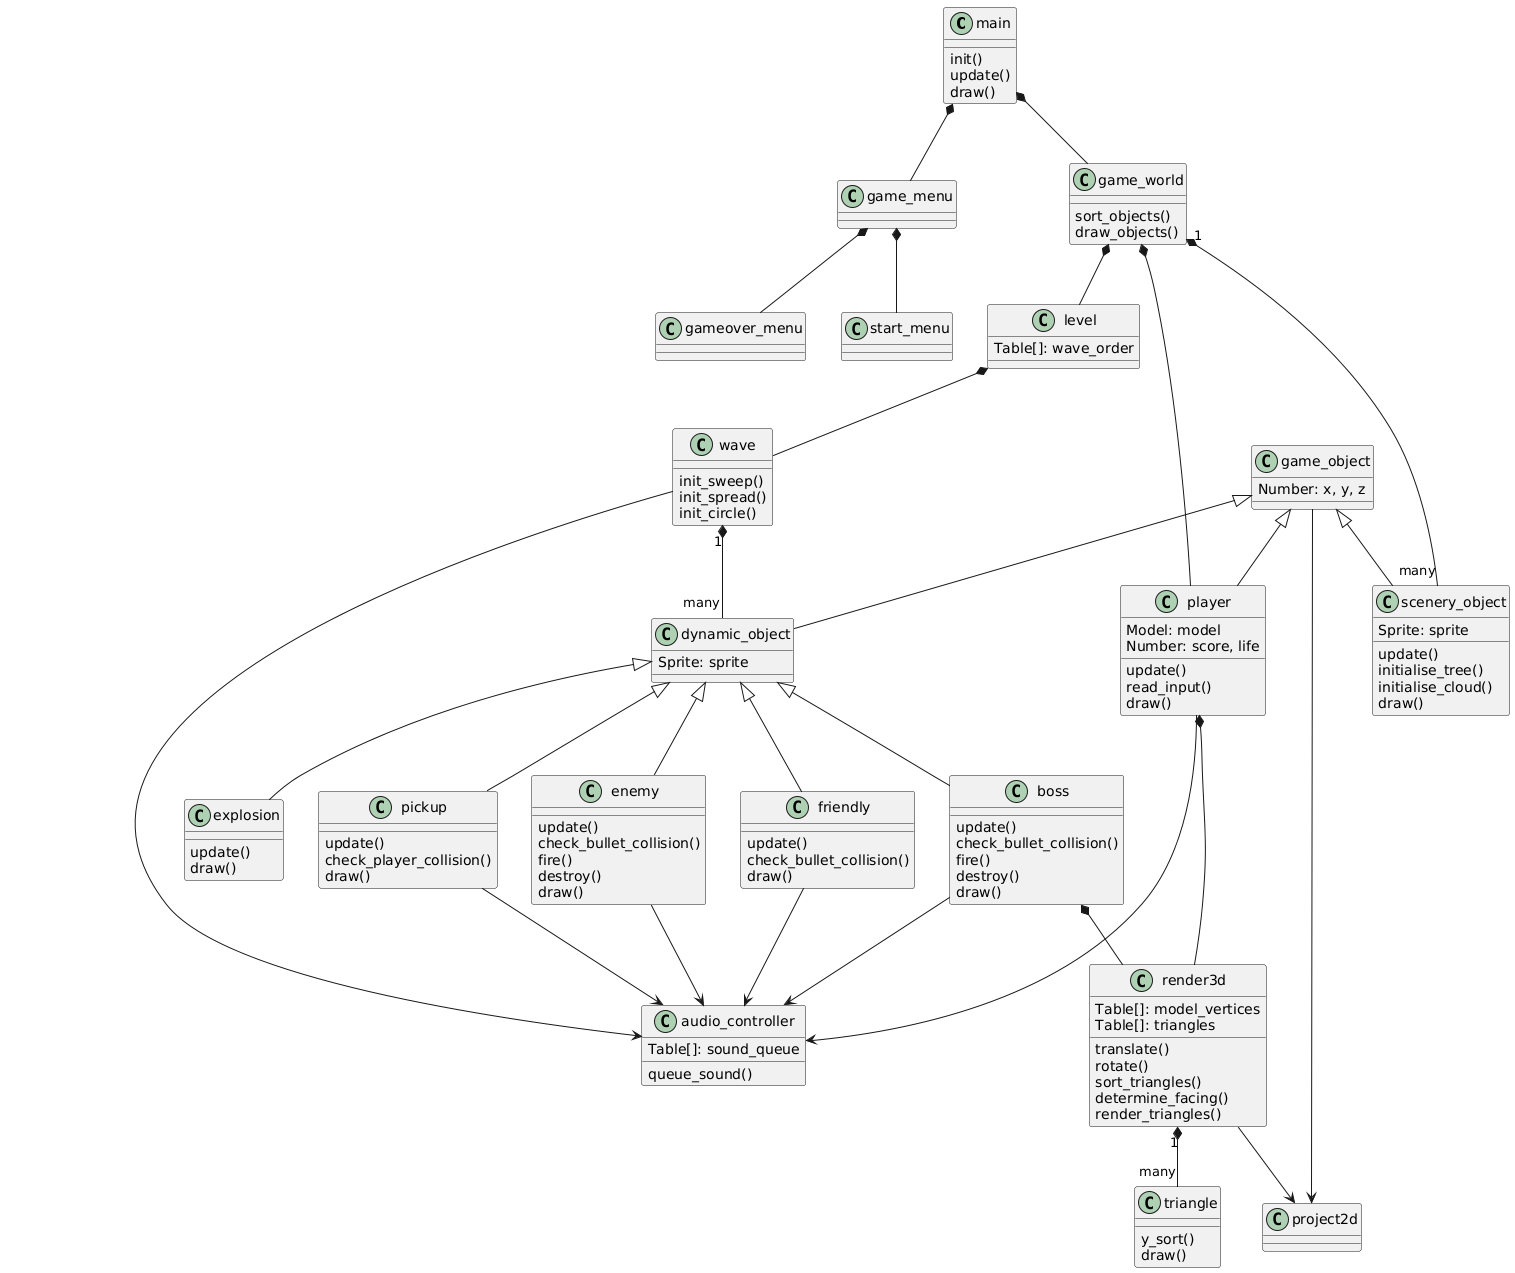 C main
init()
update()
draw()
C game_menu
C game_world
sort_objects()
draw_objects()
1
C gameover_menu
C start_menu
C level
Table[]: wave_order
C wave
init_sweep()
init_spread()
init_circle()
1
many
C game_object
Number: x, y, z
many
C dynamic_object
Sprite: sprite
C player
Model: model
Number: score, life
update()
read_input()
draw()
C scenery_object
Sprite: sprite
update()
initialise_tree()
initialise_cloud()
draw()
C explosion
update()
draw()
C pickup
update()
check_player_collision()
draw()
C enemy
update()
check_bullet_collision()
fire()
destroy()
draw()
C friendly
update()
check_bullet_collision()
draw()
C boss
update()
check_bullet_collision()
fire()
destroy()
draw()
C audio_controller
Table[]: sound_queue
queue_sound()
C render3d
Table[]: model_vertices
Table[]: triangles
translate()
rotate()
sort_triangles()
determine_facing()
render_triangles()
1
many
C triangle
y_sort()
draw()
C project2d